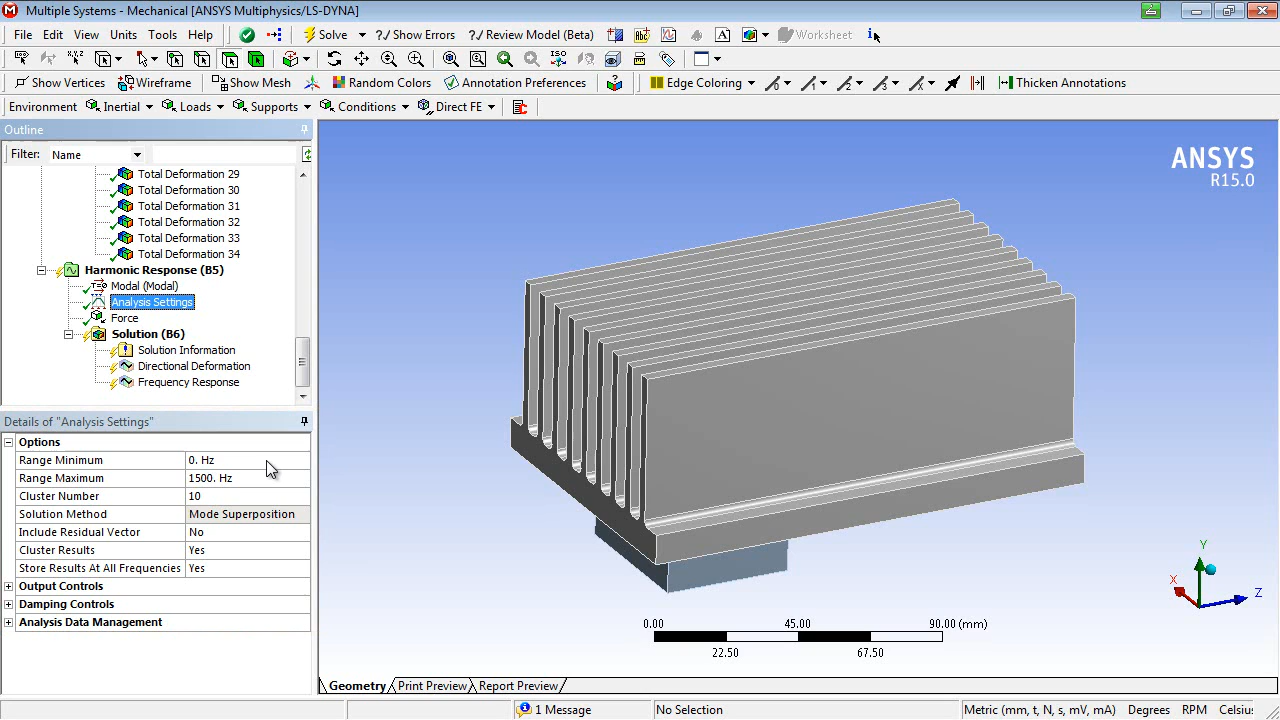 Multiple Systems - Mechanical [ANSYS Multiphysics/LS-DYNA]
File Edit View Units Tools Help Solve ?/ Show Errors ?/ Review Model (Beta) A Worksheet i
Show Vertices Wireframe Show Mesh Random Colors Annotation Preferences Edge Coloring Thicken Annotations
Environment Inertial Loads Supports Conditions Direct FE
Outline
Filter: Name
Total Deformation 29
Total Deformation 30
Total Deformation 31
Total Deformation 32
Total Deformation 33
Total Deformation 34
Harmonic Response (B5)
Modal (Modal)
Analysis Settings
Force
Solution (B6)
Solution Information
Directional Deformation
Frequency Response
Details of "Analysis Settings"
Options
Range Minimum 0. Hz
Range Maximum 1500. Hz
Cluster Number 10
Solution Method Mode Superposition
Include Residual Vector No
Cluster Results Yes
Store Results At All Frequencies Yes
Output Controls
Damping Controls
Analysis Data Management
ANSYS
R15.0
Y
X
Z
0.00 45.00 90.00 (mm)
22.50 67.50
Geometry Print Preview Report Preview
1 Message No Selection Metric (mm, t, N, s, mV, mA) Degrees RPM Celsiu